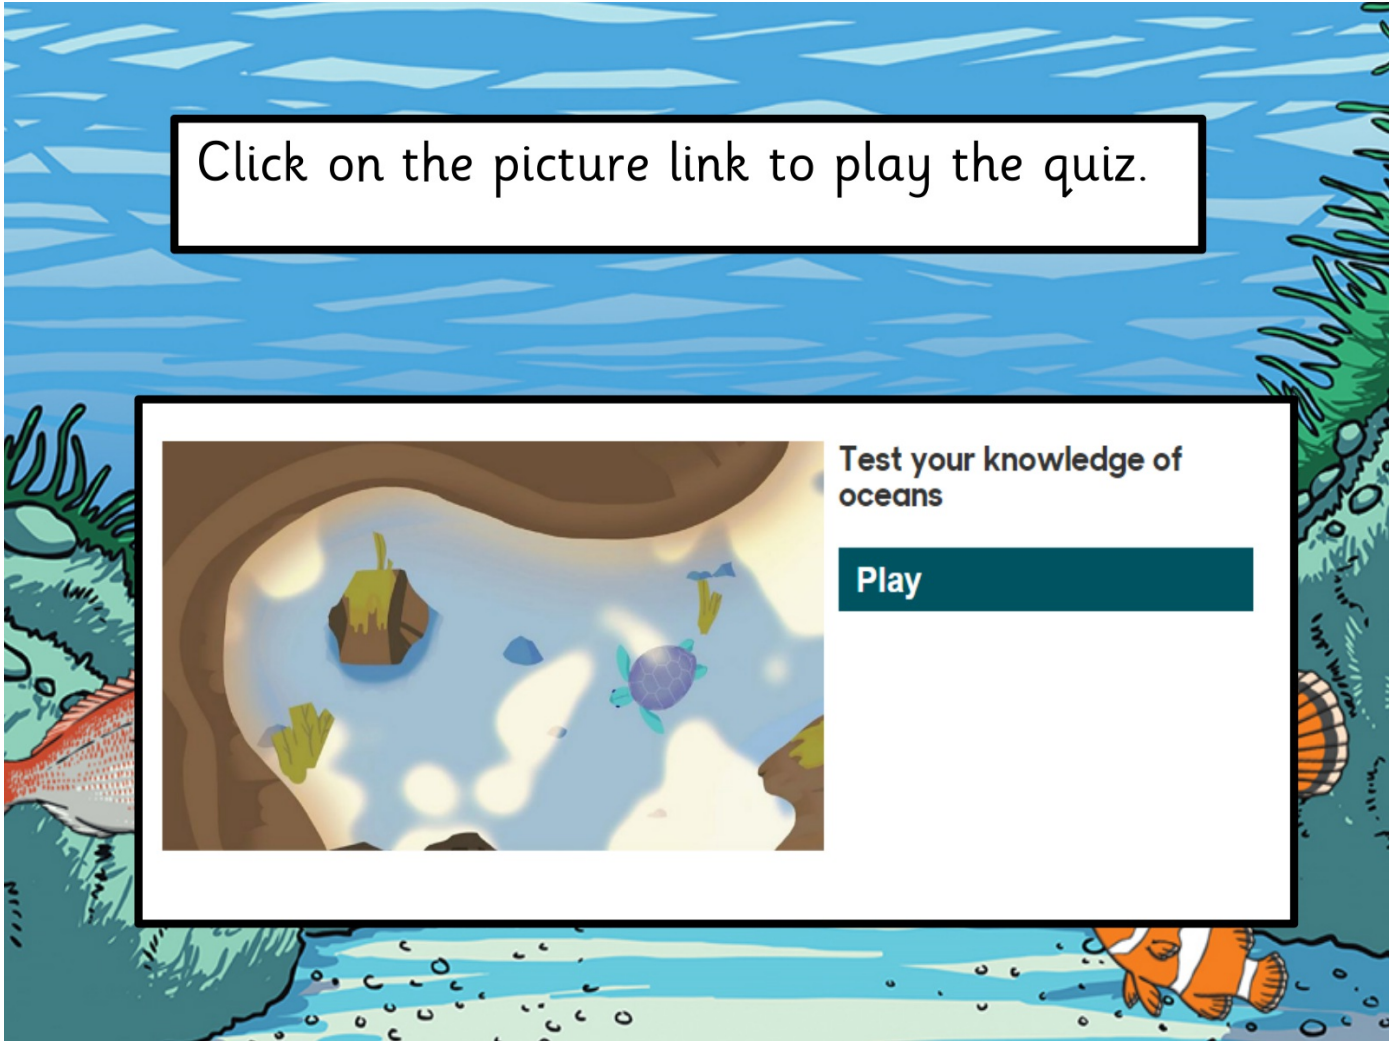 Click on the picture link to play the quiz.
Test your knowledge of
oceans
Play